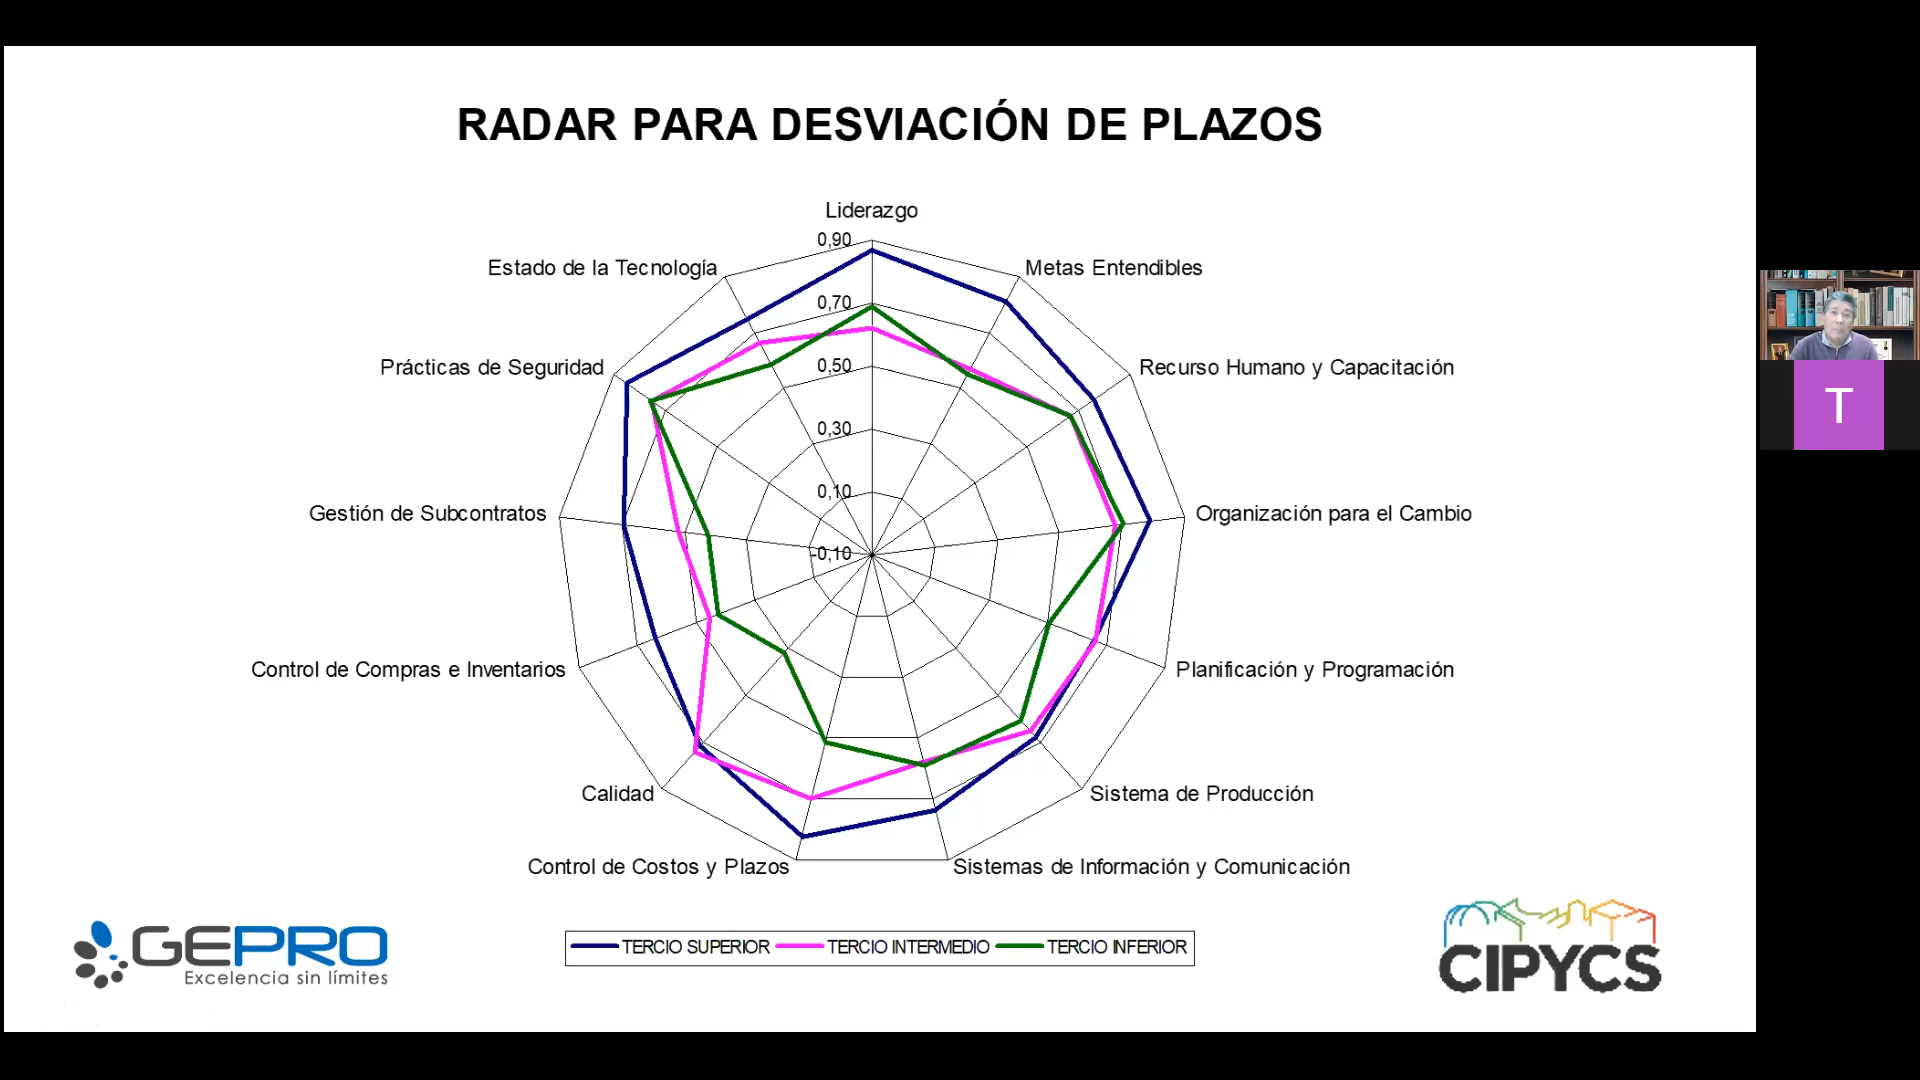 RADAR PARA DESVIACIÓN DE PLAZOS
Liderazgo
0,90
Estado de la Tecnología
Metas Entendibles
0,70
Prácticas de Seguridad
0,50
Recurso Humano y Capacitación
T
0,30
0,10
Gestión de Subcontratos
Organización para el Cambio
-0,10
Control de Compras e Inventarios
Planificación y Programación
Calidad
Sistema de Producción
Control de Costos y Plazos
Sistemas de Información y Comunicación
GEPRO
Excelencia sin límites
TERCIO SUPERIOR TERCIO INTERMEDIO TERCIO INFERIOR
CIPYCS